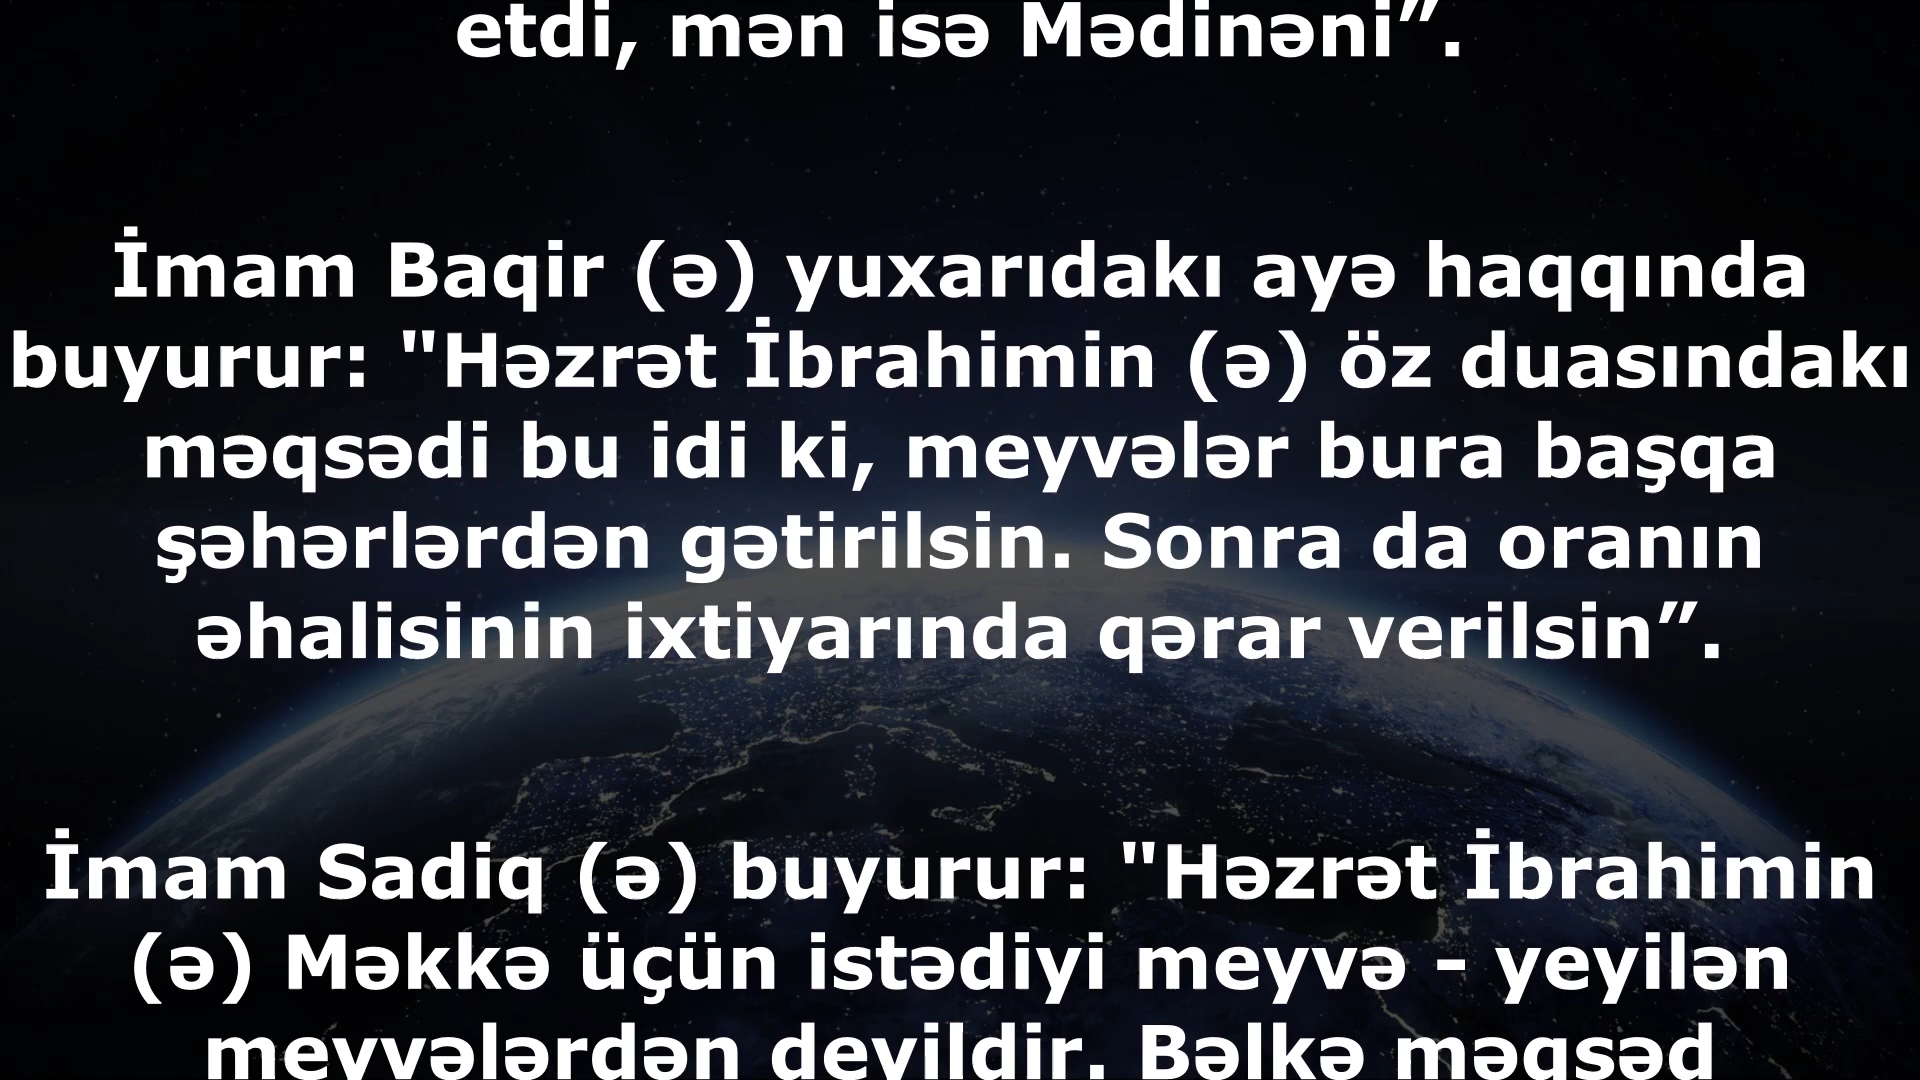 etdi, mən isə Mədinəni”.
İmam Baqir (ə) yuxarıdakı ayə haqqında
buyurur: "Həzrət İbrahimin (ə) öz duasındakı
məqsədi bu idi ki, meyvələr bura başqa
şəhərlərdən gətirilsin. Sonra da oranın
əhalisinin ixtiyarında qərar verilsin”.
İmam Sadiq (ə) buyurur: "Həzrət İbrahimin
(ə) Məkkə üçün istədiyi meyvə - yeyilən
meyvələrdən deyildir. Bəlkə məqsəd